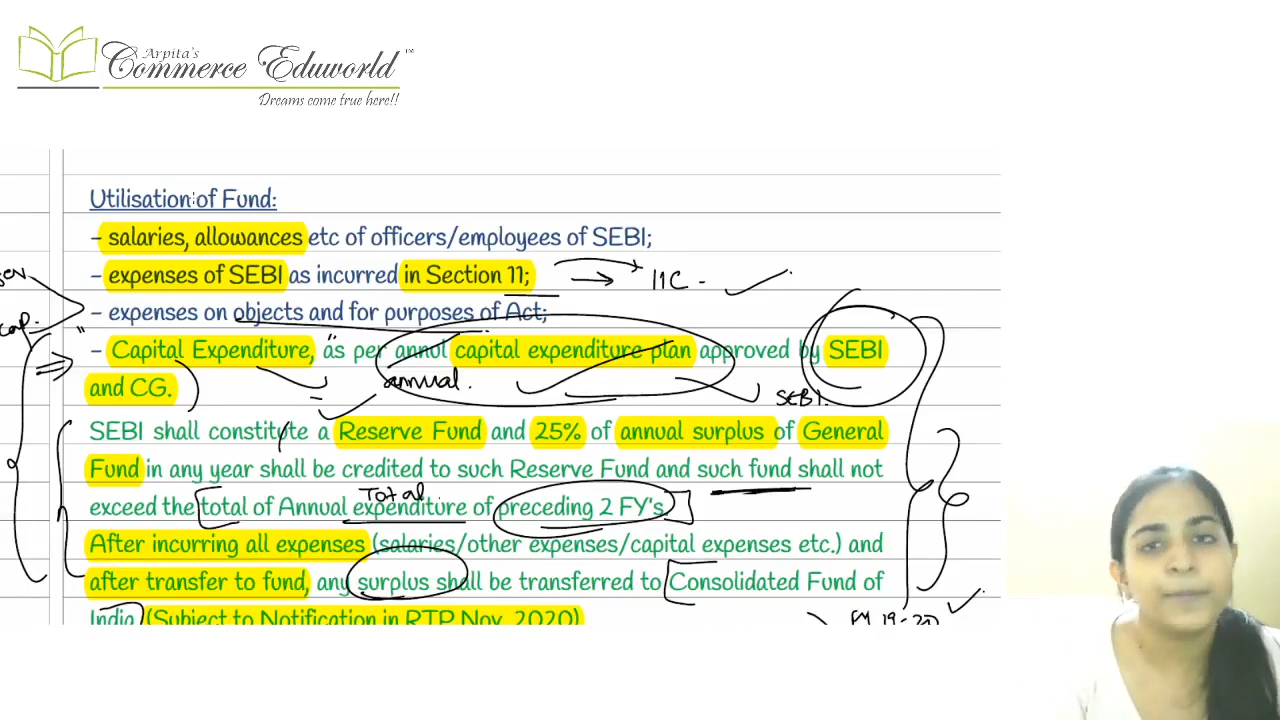 Arpita's
Commerce Eduworld™
Dreams come true here!!
Utilisation of Fund:
- salaries, allowances etc of officers/employees of SEBI;
- expenses of SEBI as incurred in Section 11; → 11C -
- expenses on objects and for purposes of Act;
cap.
- Capital Expenditure, as per annul capital expenditure plan approved by SEBI
and CG.
annual.
SEBI.
SEBI shall constitute a Reserve Fund and 25% of annual surplus of General
Fund in any year shall be credited to such Reserve Fund and such fund shall not
Total
exceed the total of Annual expenditure of preceding 2 FY's.
After incurring all expenses (salaries/other expenses/capital expenses etc.) and
after transfer to fund, any surplus shall be transferred to Consolidated Fund of
India (Subject to Notification in RTP Nov. 2020)
FY 19-20